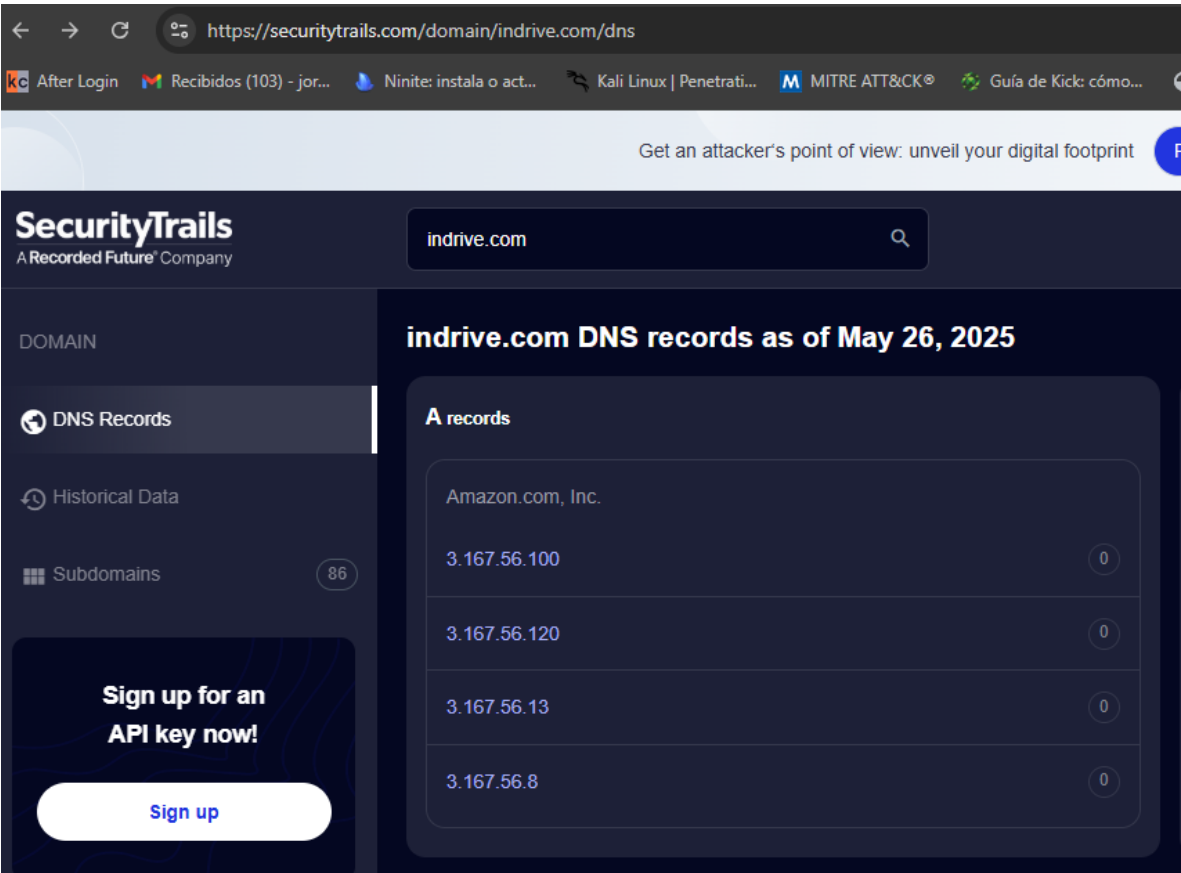 https://securitytrails.com/domain/indrive.com/dns
kc After Login Recibidos (103) - jor... Ninite: instala o act... Kali Linux | Penetrati... M MITRE ATT&CK® Guía de Kick: cómo...
Get an attacker's point of view: unveil your digital footprint
SecurityTrails
A Recorded Future® Company
indrive.com
DOMAIN
indrive.com DNS records as of May 26, 2025
DNS Records
A records
Historical Data
Amazon.com, Inc.
3.167.56.100 0
Subdomains 86
3.167.56.120 0
Sign up for an
API key now!
3.167.56.13 0
3.167.56.8 0
Sign up